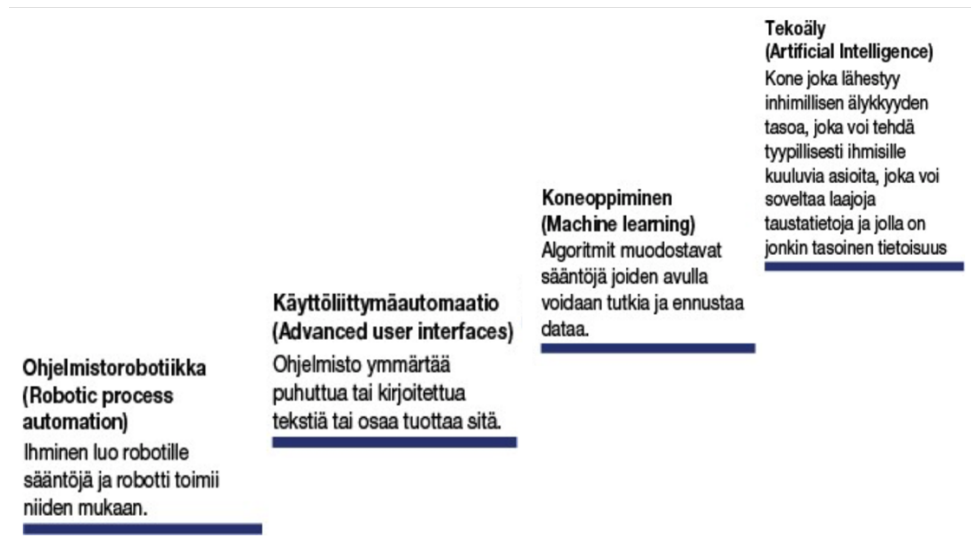 Ohjelmistorobotiikka
(Robotic process
automation)
Ihminen luo robotille
sääntöjä ja robotti toimii
niiden mukaan.
Käyttöliittymäautomaatio
(Advanced user interfaces)
Ohjelmisto ymmärtää
puhuttua tai kirjoitettua
tekstiä tai osaa tuottaa sitä.
Koneoppiminen
(Machine learning)
Algoritmit muodostavat
sääntöjä joiden avulla
voidaan tutkia ja ennustaa
dataa.
Tekoäly
(Artificial Intelligence)
Kone joka lähestyy
inhimillisen älykkyyden
tasoa, joka voi tehdä
tyypillisesti ihmisille
kuuluvia asioita, joka voi
soveltaa laajoja
taustatietoja ja jolla on
jonkin tasoinen tietoisuus